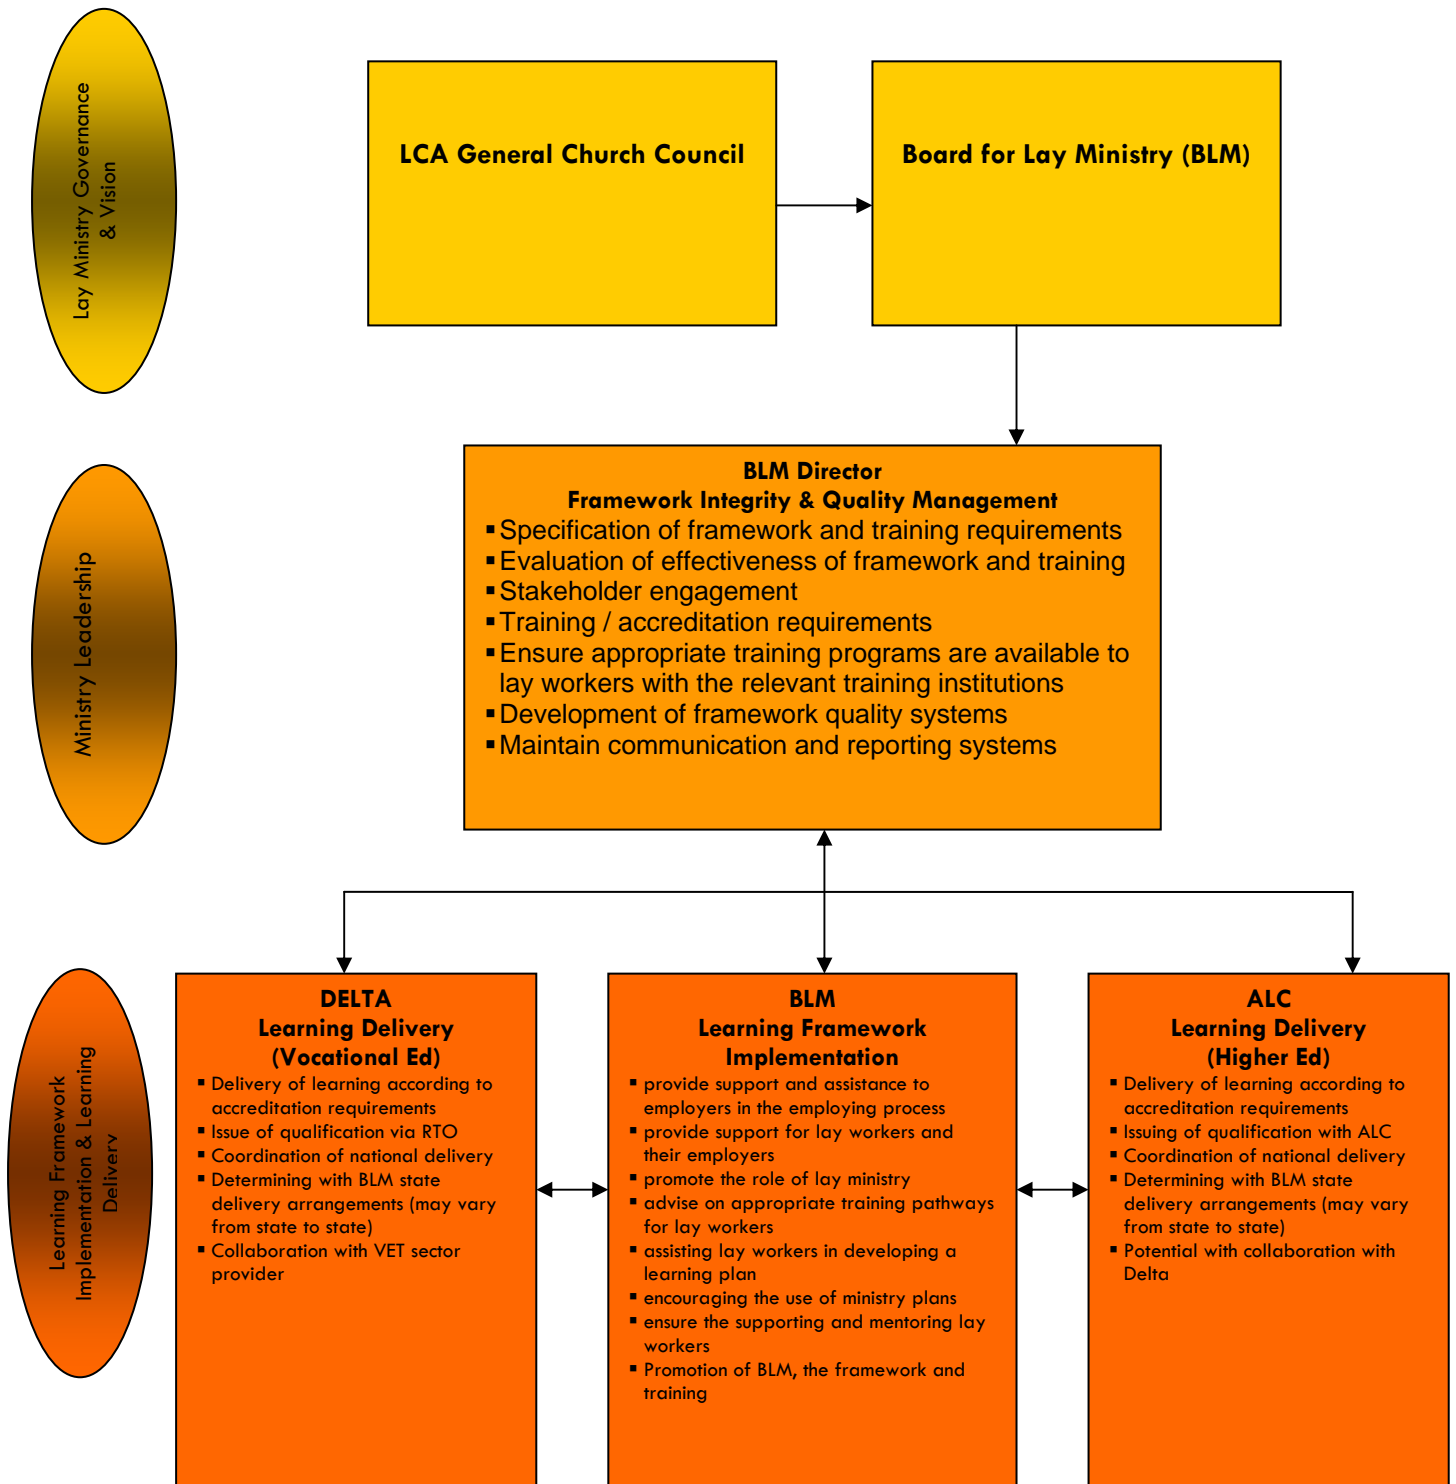 Lay Ministry Governance
& Vision
LCA General Church Council
Board for Lay Ministry (BLM)
Ministry Leadership
BLM Director
Framework Integrity & Quality Management
▪ Specification of framework and training requirements
▪ Evaluation of effectiveness of framework and training
▪ Stakeholder engagement
▪ Training / accreditation requirements
▪ Ensure appropriate training programs are available to
lay workers with the relevant training institutions
▪ Development of framework quality systems
▪ Maintain communication and reporting systems
Learning Framework
Implementation & Learning
Delivery
DELTA
Learning Delivery
(Vocational Ed)
▪ Delivery of learning according to
accreditation requirements
▪ Issue of qualification via RTO
▪ Coordination of national delivery
▪ Determining with BLM state
delivery arrangements (may vary
from state to state)
▪ Collaboration with VET sector
provider
BLM
Learning Framework
Implementation
▪ provide support and assistance to
employers in the employing process
▪ provide support for lay workers and
their employers
▪ promote the role of lay ministry
▪ advise on appropriate training pathways
for lay workers
▪ assisting lay workers in developing a
learning plan
▪ encouraging the use of ministry plans
▪ ensure the supporting and mentoring lay
workers
▪ Promotion of BLM, the framework and
training
ALC
Learning Delivery
(Higher Ed)
▪ Delivery of learning according to
accreditation requirements
▪ Issuing of qualification with ALC
▪ Coordination of national delivery
▪ Determining with BLM state
delivery arrangements (may vary
from state to state)
▪ Potential with collaboration with
Delta